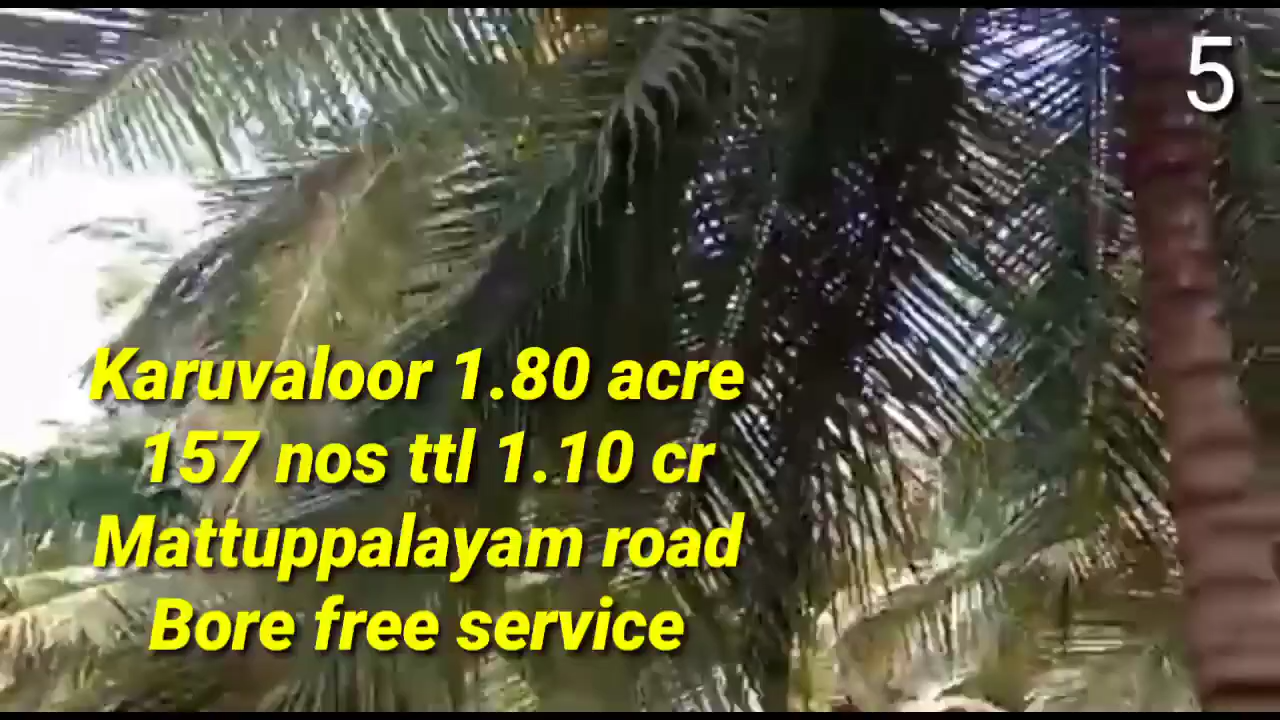 5
Karuvaloor 1.80 acre
157 nos ttl 1.10 cr
Mattuppalayam road
Bore free service